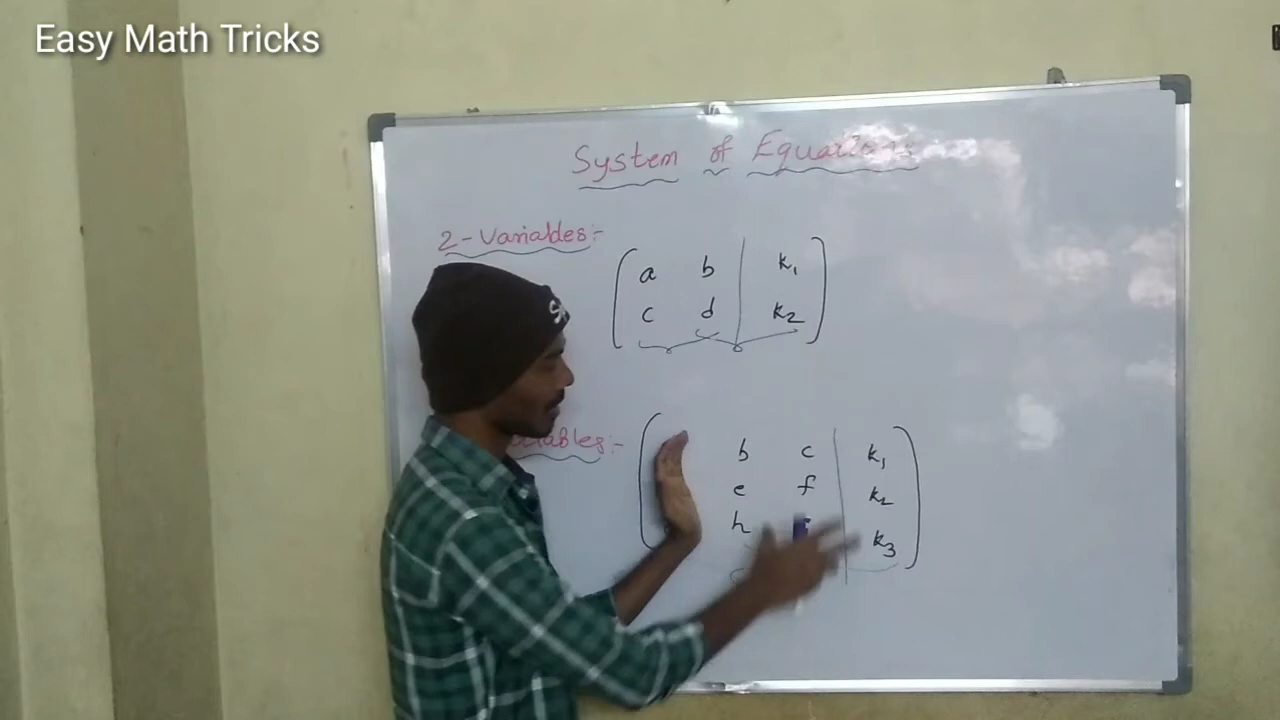 Easy Math Tricks
System of Equations
2-Variables:-
a b | k₁
c d | k₂
b c | k₁
e f | k₂
h | k₃